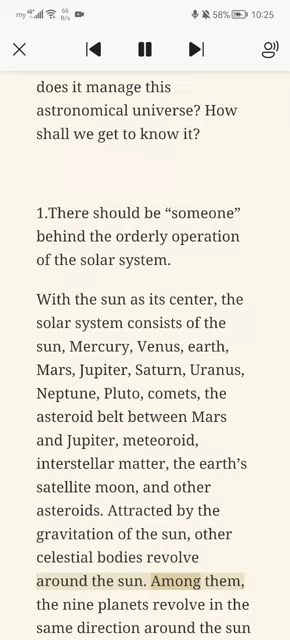 my 4G 66 B/s 58% 10:25
does it manage this
astronomical universe? How
shall we get to know it?
1.There should be “someone”
behind the orderly operation
of the solar system.
With the sun as its center, the
solar system consists of the
sun, Mercury, Venus, earth,
Mars, Jupiter, Saturn, Uranus,
Neptune, Pluto, comets, the
asteroid belt between Mars
and Jupiter, meteoroid,
interstellar matter, the earth’s
satellite moon, and other
asteroids. Attracted by the
gravitation of the sun, other
celestial bodies revolve
around the sun. Among them,
the nine planets revolve in the
same direction around the sun